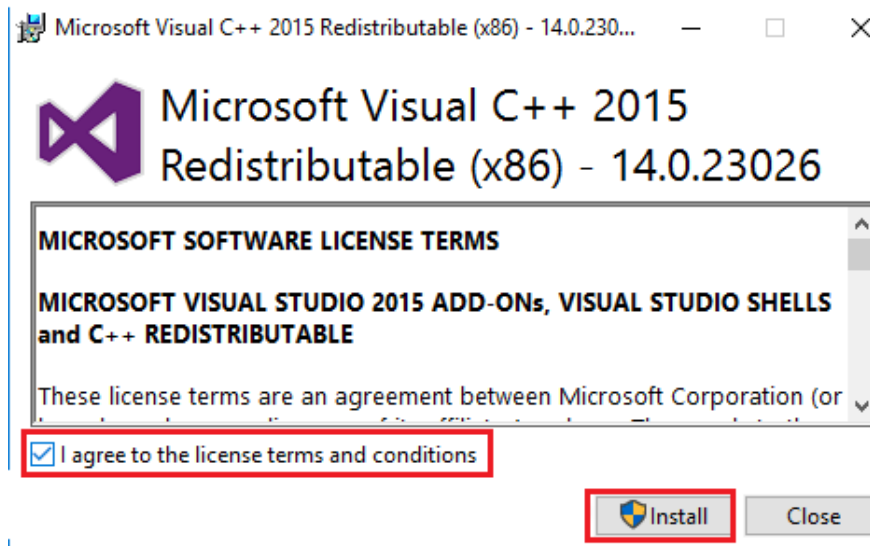 Microsoft Visual C++ 2015 Redistributable (x86) - 14.0.230...
Microsoft Visual C++ 2015
Redistributable (x86) - 14.0.23026
MICROSOFT SOFTWARE LICENSE TERMS
MICROSOFT VISUAL STUDIO 2015 ADD-ONs, VISUAL STUDIO SHELLS
and C++ REDISTRIBUTABLE
These license terms are an agreement between Microsoft Corporation (or
I agree to the license terms and conditions
Install
Close